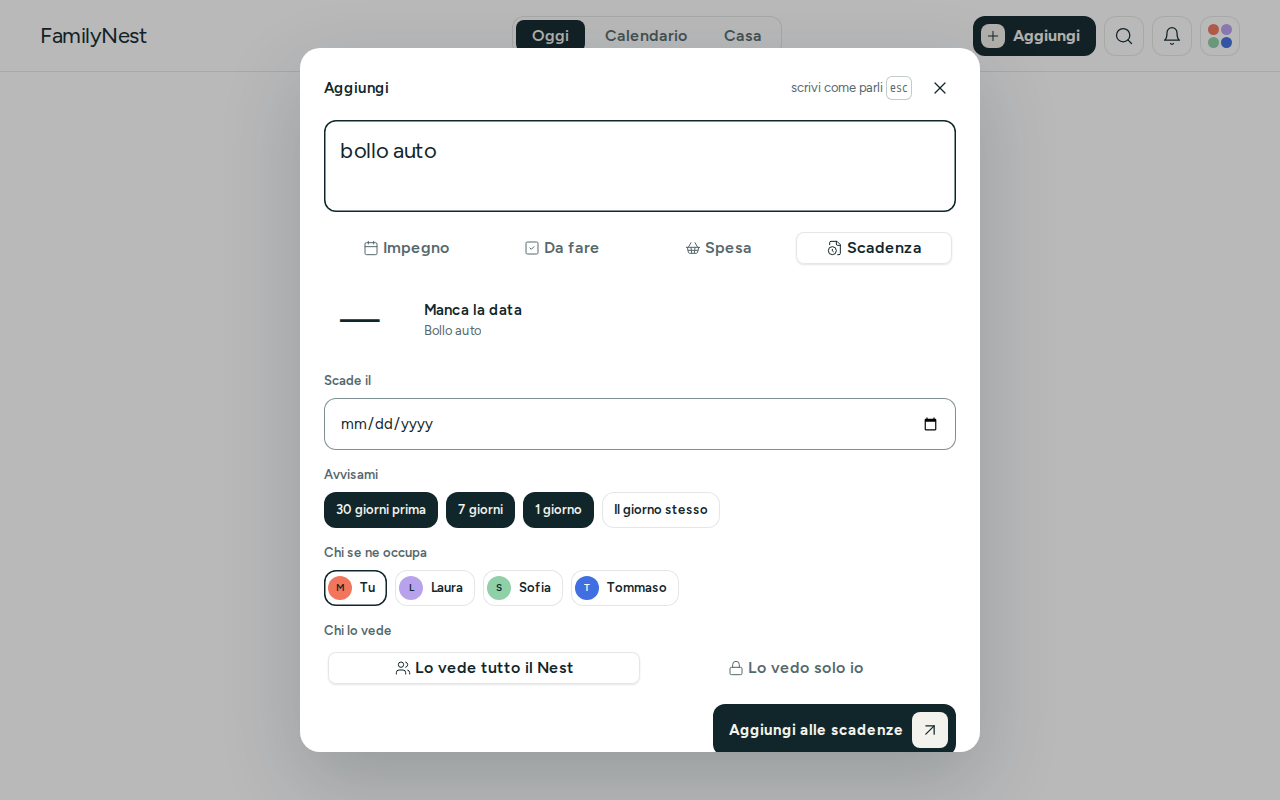 FamilyNest
Oggi
Calendario
Casa
Aggiungi
Aggiungi
scrivi come parli esc
bollo auto
Impegno
Da fare
Spesa
Scadenza
Manca la data
Bollo auto
Scade il
mm/dd/yyyy
Avvisami
30 giorni prima
7 giorni
1 giorno
Il giorno stesso
Chi se ne occupa
M Tu
L Laura
S Sofia
T Tommaso
Chi lo vede
Lo vede tutto il Nest
Lo vedo solo io
Aggiungi alle scadenze